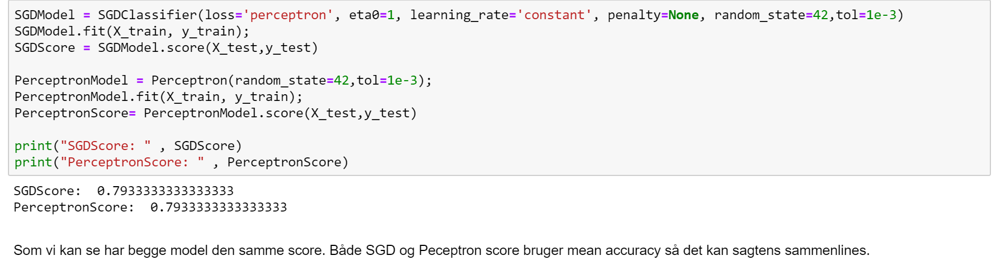 SGDModel = SGDClassifier(loss='perceptron', eta0=1, learning_rate='constant', penalty=None, random_state=42,tol=1e-3)
SGDModel.fit(X_train, y_train);
SGDScore = SGDModel.score(X_test,y_test)
PerceptronModel = Perceptron(random_state=42,tol=1e-3);
PerceptronModel.fit(X_train, y_train);
PerceptronScore= PerceptronModel.score(X_test,y_test)
print("SGDScore: " , SGDScore)
print("PerceptronScore: " , PerceptronScore)
SGDScore:  0.7933333333333333
PerceptronScore:  0.7933333333333333
Som vi kan se har begge model den samme score. Både SGD og Peceptron score bruger mean accuracy så det kan sagtens sammenlines.